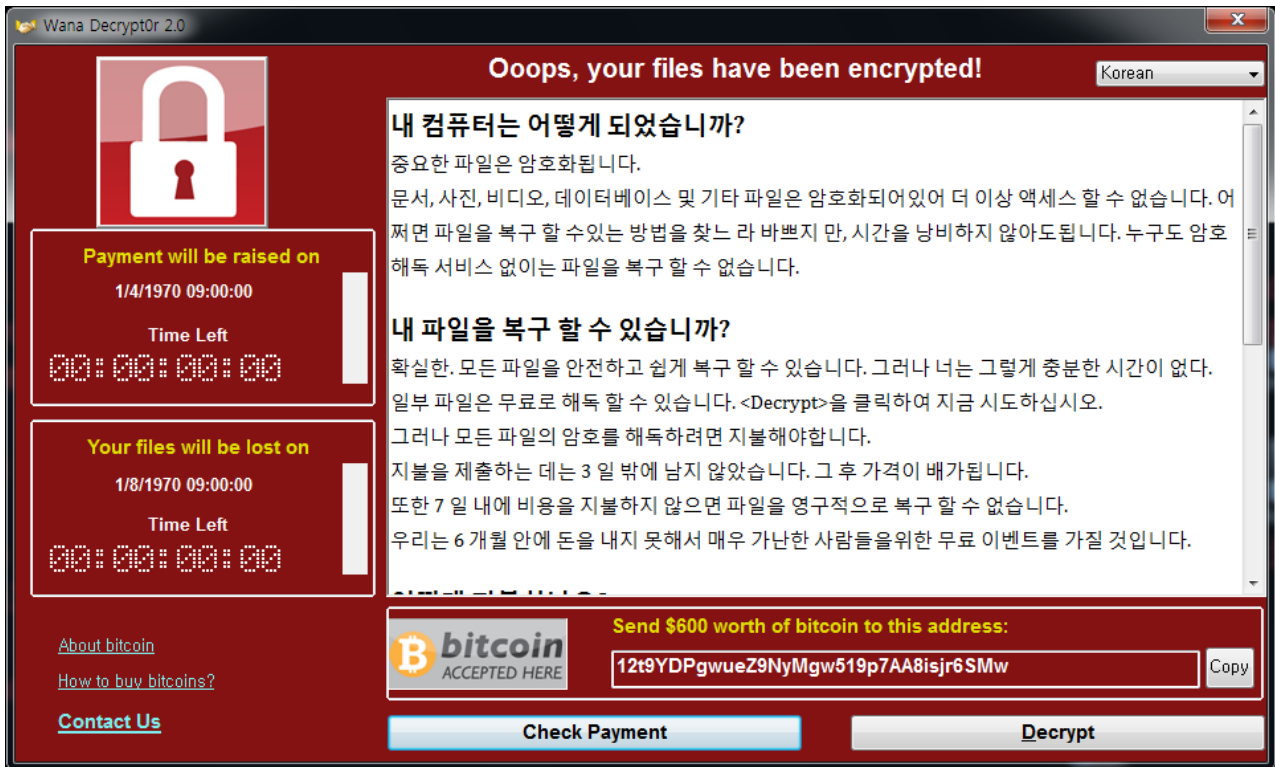 Wana Decrypt0r 2.0
Ooops, your files have been encrypted!
Korean
내 컴퓨터는 어떻게 되었습니까?
중요한 파일은 암호화됩니다.
문서, 사진, 비디오, 데이터베이스 및 기타 파일은 암호화되어있어 더 이상 액세스 할 수 없습니다. 어
쩌면 파일을 복구 할 수있는 방법을 찾느 라 바쁘지 만, 시간을 낭비하지 않아도됩니다. 누구도 암호
해독 서비스 없이는 파일을 복구 할 수 없습니다.
내 파일을 복구 할 수 있습니까?
확실한. 모든 파일을 안전하고 쉽게 복구 할 수 있습니다. 그러나 너는 그렇게 충분한 시간이 없다.
일부 파일은 무료로 해독 할 수 있습니다. <Decrypt>을 클릭하여 지금 시도하십시오.
그러나 모든 파일의 암호를 해독하려면 지불해야합니다.
지불을 제출하는 데는 3 일 밖에 남지 않았습니다. 그 후 가격이 배가됩니다.
또한 7 일 내에 비용을 지불하지 않으면 파일을 영구적으로 복구 할 수 없습니다.
우리는 6 개월 안에 돈을 내지 못해서 매우 가난한 사람들을위한 무료 이벤트를 가질 것입니다.
Payment will be raised on
1/4/1970 09:00:00
Time Left
00:00:00:00
Your files will be lost on
1/8/1970 09:00:00
Time Left
00:00:00:00
About bitcoin
How to buy bitcoins?
Contact Us
bitcoin
ACCEPTED HERE
Send $600 worth of bitcoin to this address:
12t9YDPgwueZ9NyMgw519p7AA8isjr6SMw
Copy
Check Payment
Decrypt